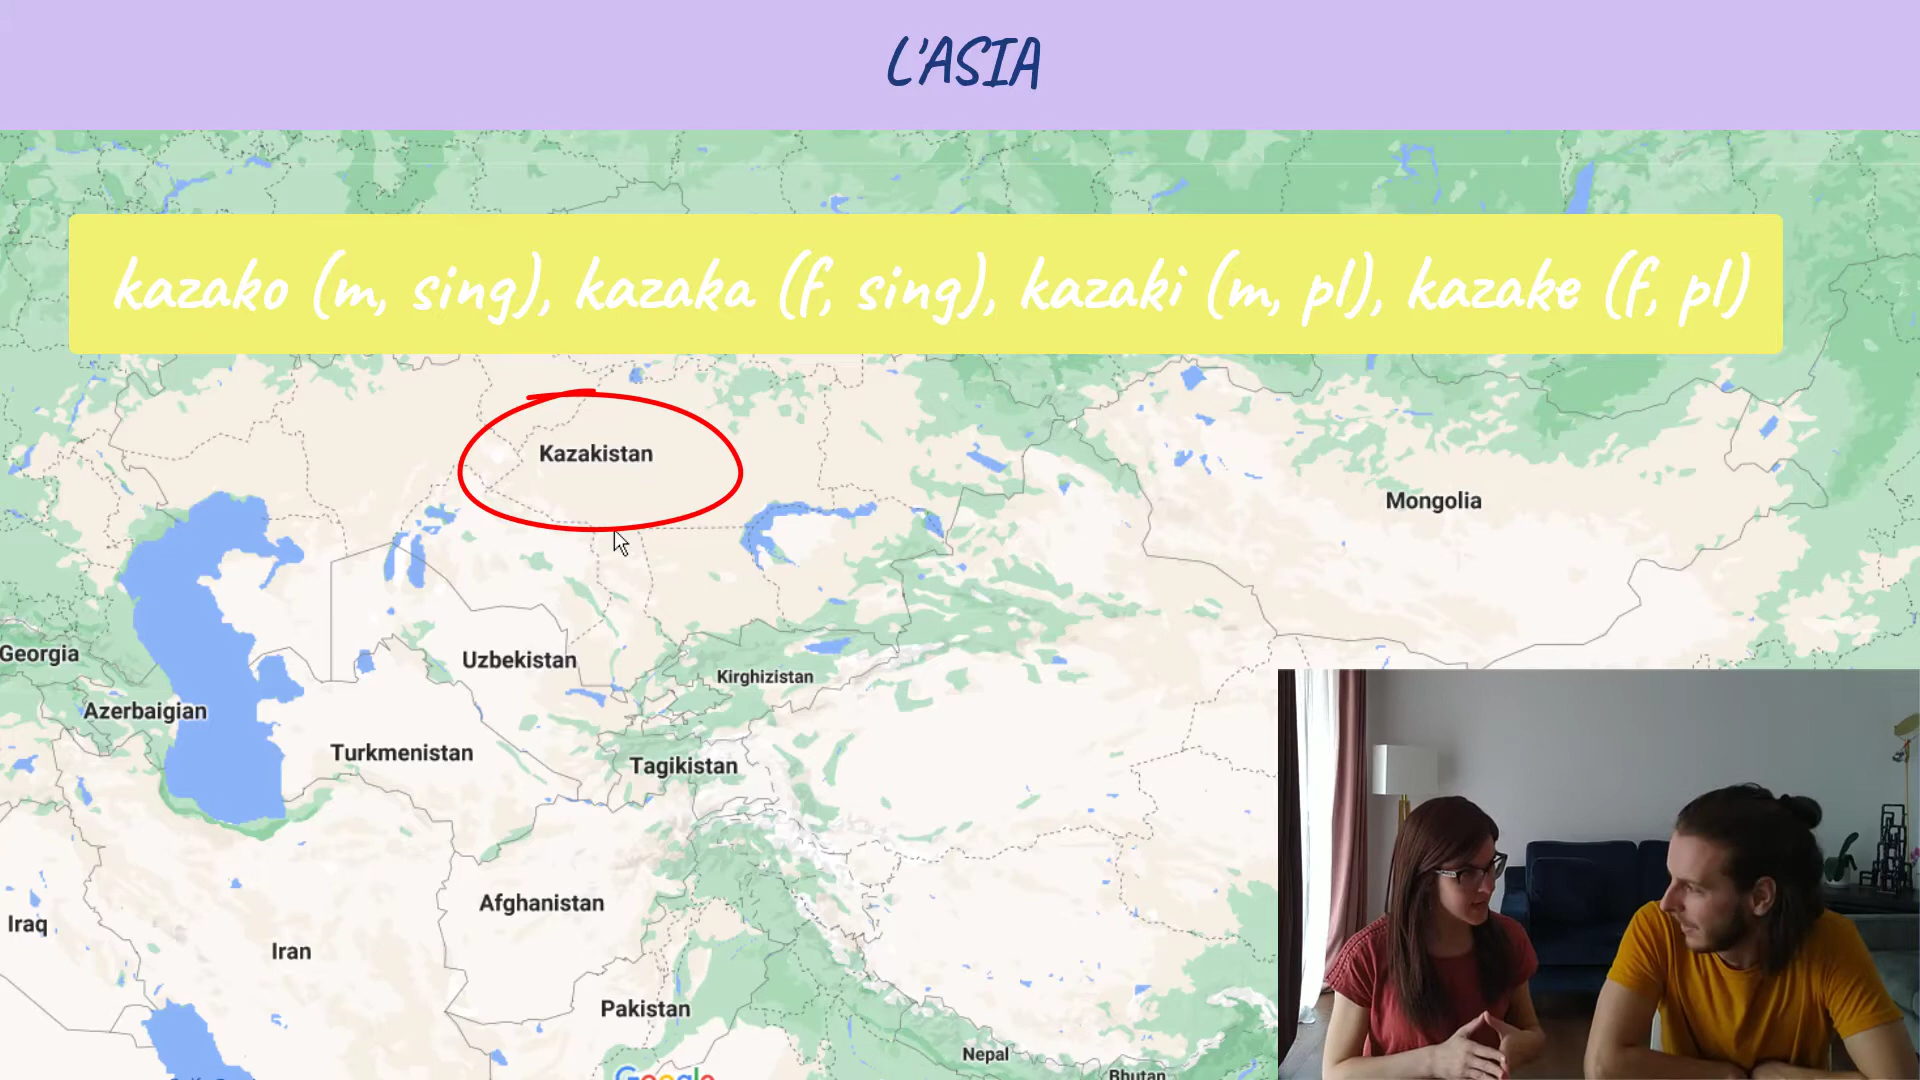 L'ASIA
kazako (m, sing), kazaka (f, sing), kazaki (m, pl), kazake (f, pl)
Kazakistan
Mongolia
Georgia
Uzbekistan
Kirghizistan
Azerbaigian
Turkmenistan
Tagikistan
Afghanistan
Iraq
Iran
Pakistan
Nepal
Bhutan
Google